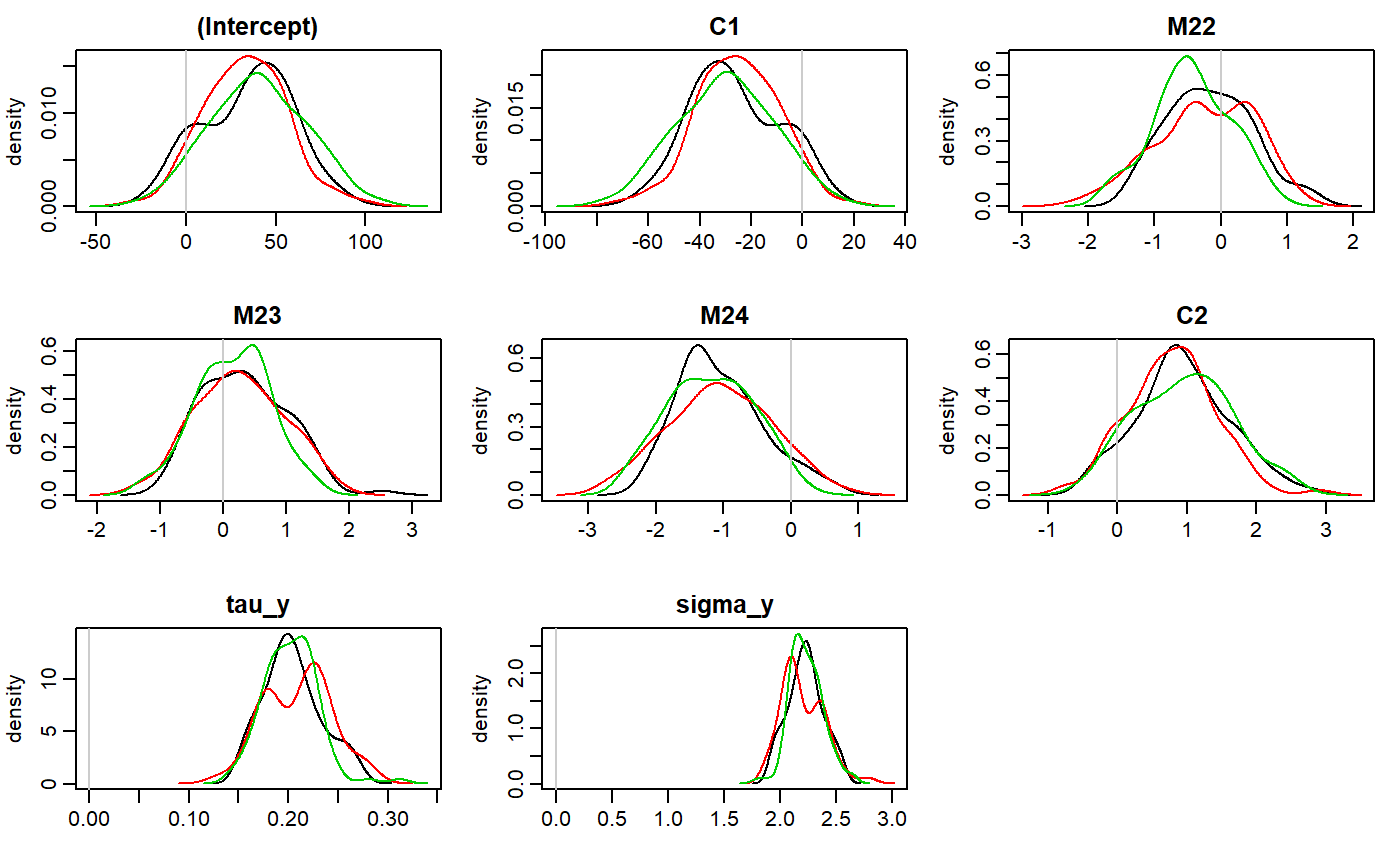 (Intercept)
density
0.000 0.010
-50 0 50 100
C1
density
0.000 0.015
-100 -60 -40 -20 0 20 40
M22
density
0.0 0.3 0.6
-3 -2 -1 0 1 2
M23
density
0.0 0.2 0.4 0.6
-2 -1 0 1 2 3
M24
density
0.0 0.3 0.6
-3 -2 -1 0 1
C2
density
0.0 0.2 0.4 0.6
-1 0 1 2 3
tau_y
density
0 5 10
0.00 0.10 0.20 0.30
sigma_y
density
0.0 1.0 2.0
0.0 0.5 1.0 1.5 2.0 2.5 3.0